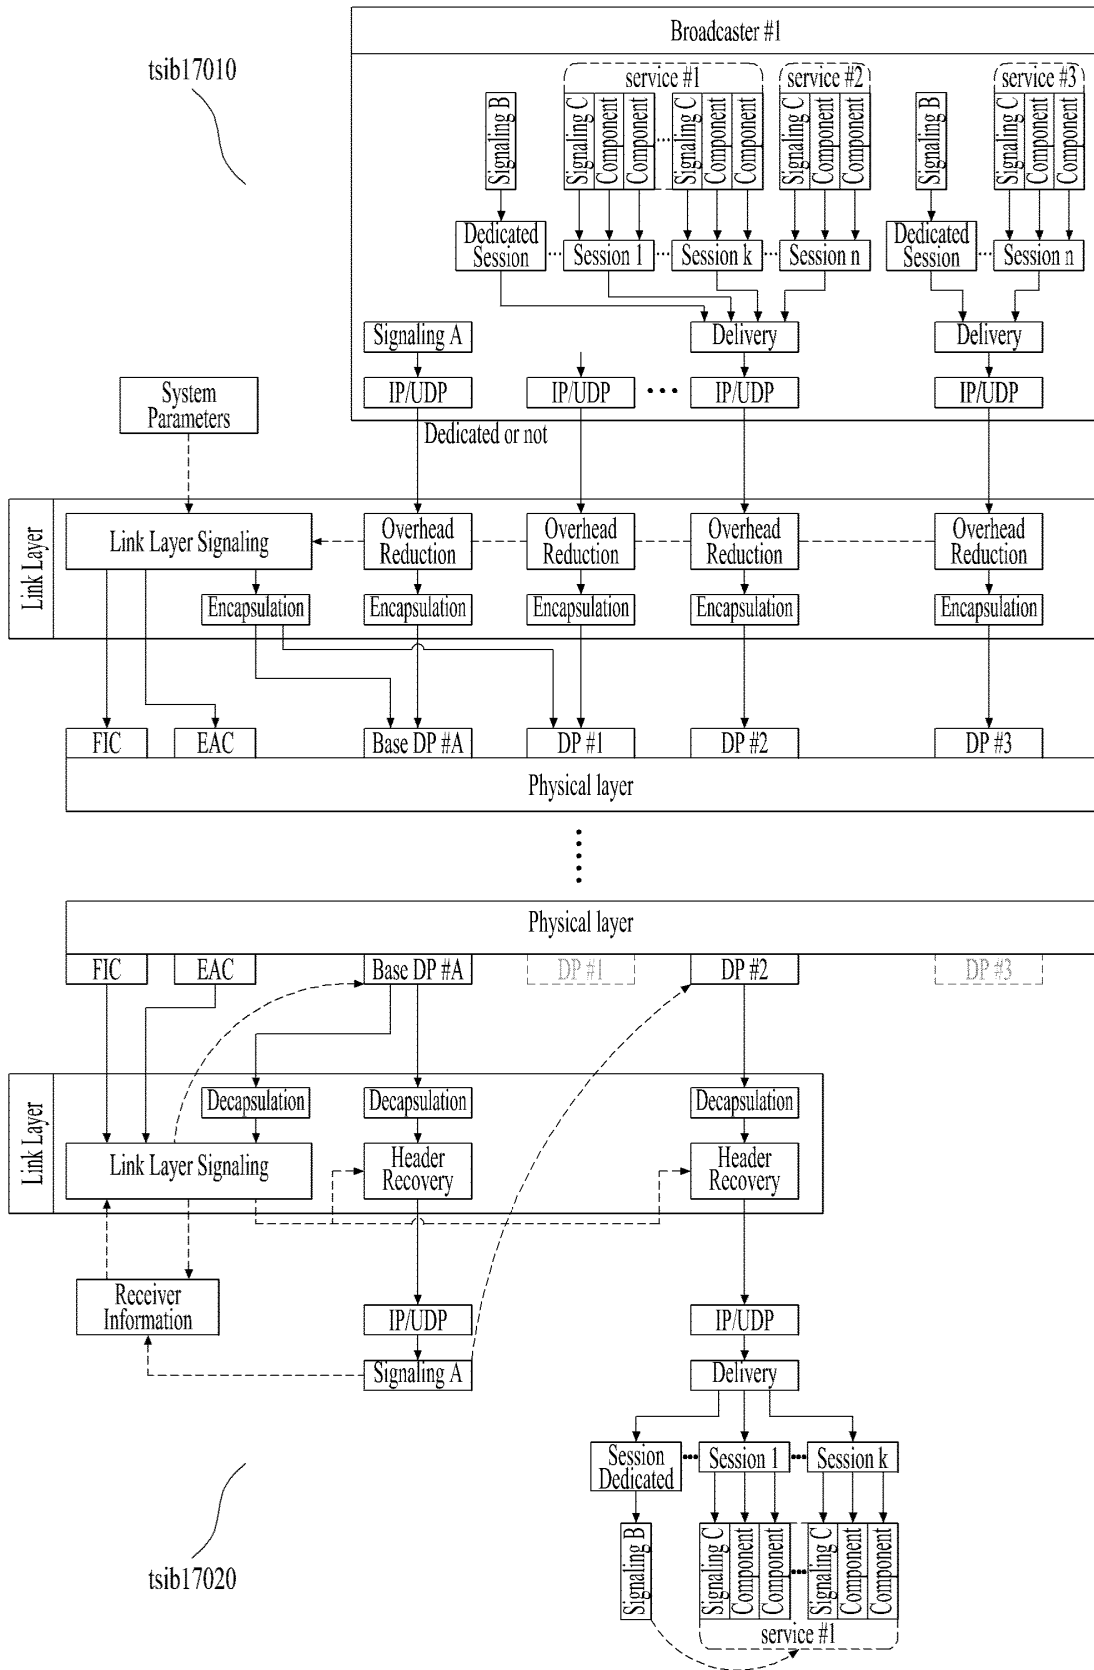 Broadcaster #1
tsib17010
service #1
service #2
service #3
Signaling B
Signaling C
Component
Component
...
Signaling C
Component
Component
Signaling C
Component
Component
Signaling B
Signaling C
Component
Component
Dedicated
Session
...
Session 1
...
Session k
...
Session n
Dedicated
Session
...
Session n
Signaling A
Delivery
Delivery
System
Parameters
IP/UDP
IP/UDP
...
IP/UDP
IP/UDP
Dedicated or not
Link Layer
Link Layer Signaling
Overhead
Reduction
Overhead
Reduction
Overhead
Reduction
Overhead
Reduction
Encapsulation
Encapsulation
Encapsulation
Encapsulation
Encapsulation
FIC
EAC
Base DP #A
DP #1
DP #2
DP #3
Physical layer
Physical layer
FIC
EAC
Base DP #A
DP #1
DP #2
DP #3
Link Layer
Decapsulation
Decapsulation
Decapsulation
Link Layer Signaling
Header
Recovery
Header
Recovery
Receiver
Information
IP/UDP
IP/UDP
Signaling A
Delivery
Session
Dedicated
...
Session 1
...
Session k
Signaling B
Signaling C
Component
Component
...
Signaling C
Component
Component
tsib17020
service #1